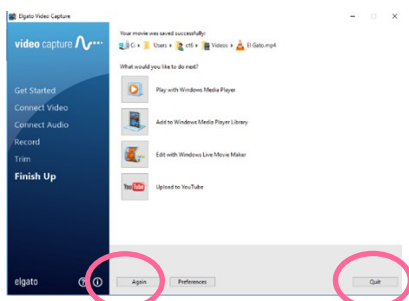 Elgato Video Capture
video capture
Your movie was saved successfully:
C: Users ct6 Videos El Gato.mp4
What would you like to do next?
Get Started
Connect Video
Connect Audio
Record
Trim
Finish Up
Play with Windows Media Player
Add to Windows Media Player Library
Edit with Windows Live Movie Maker
YouTube
Upload to YouTube
elgato ? i
Again Preferences Quit